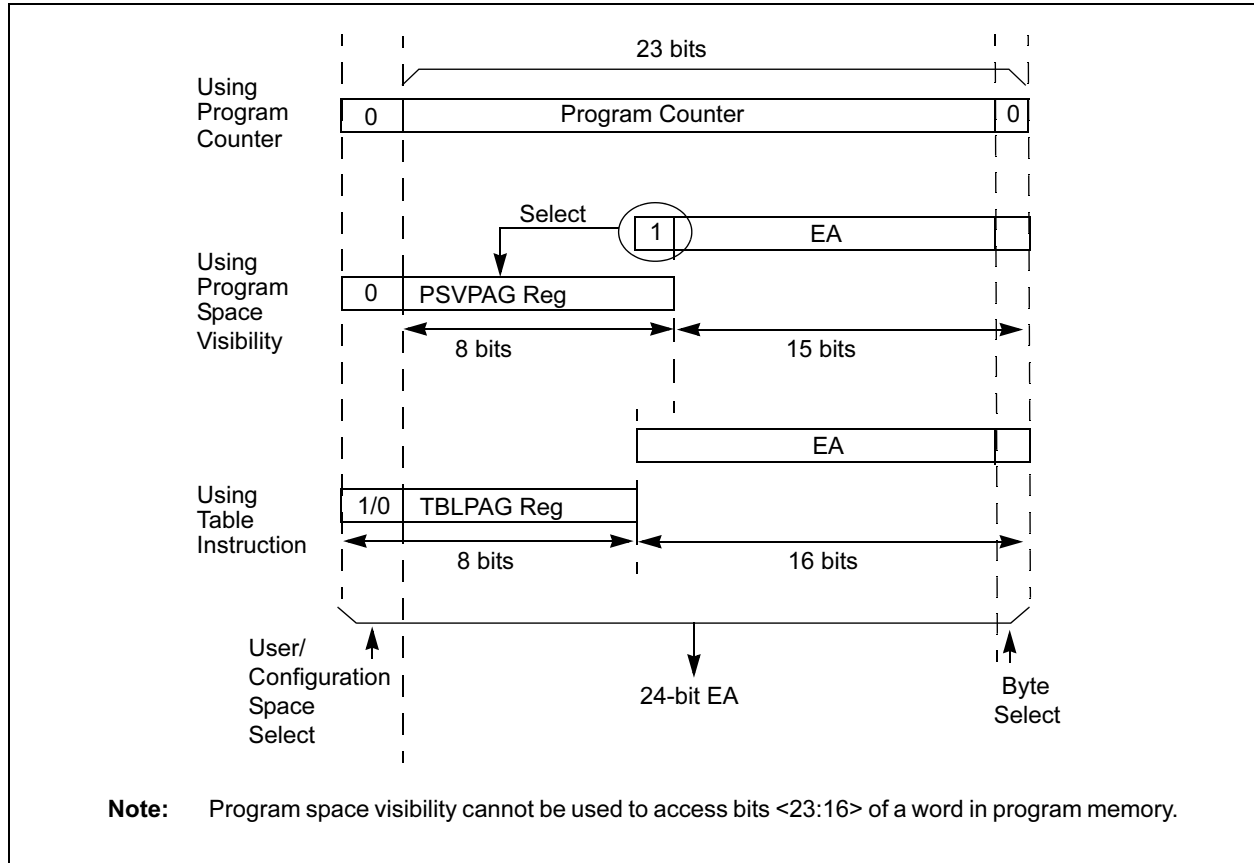 23 bits
Using
Program
Counter
0
Program Counter
0
Select
1
EA
Using
Program
Space
Visibility
0
PSVPAG Reg
8 bits
15 bits
EA
Using
Table
Instruction
1/0
TBLPAG Reg
8 bits
16 bits
User/
Configuration
Space
Select
24-bit EA
Byte
Select
Note: Program space visibility cannot be used to access bits <23:16> of a word in program memory.